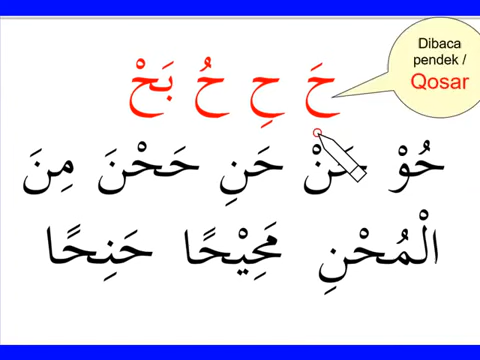 Dibaca
pendek /
Qosar
حَ حِ حُ بَحْ
حُوْ حَنْ حَنِ حَحْنَ مِنَ
الْمُحْنِ مَحِيْحًا حَنِحًا